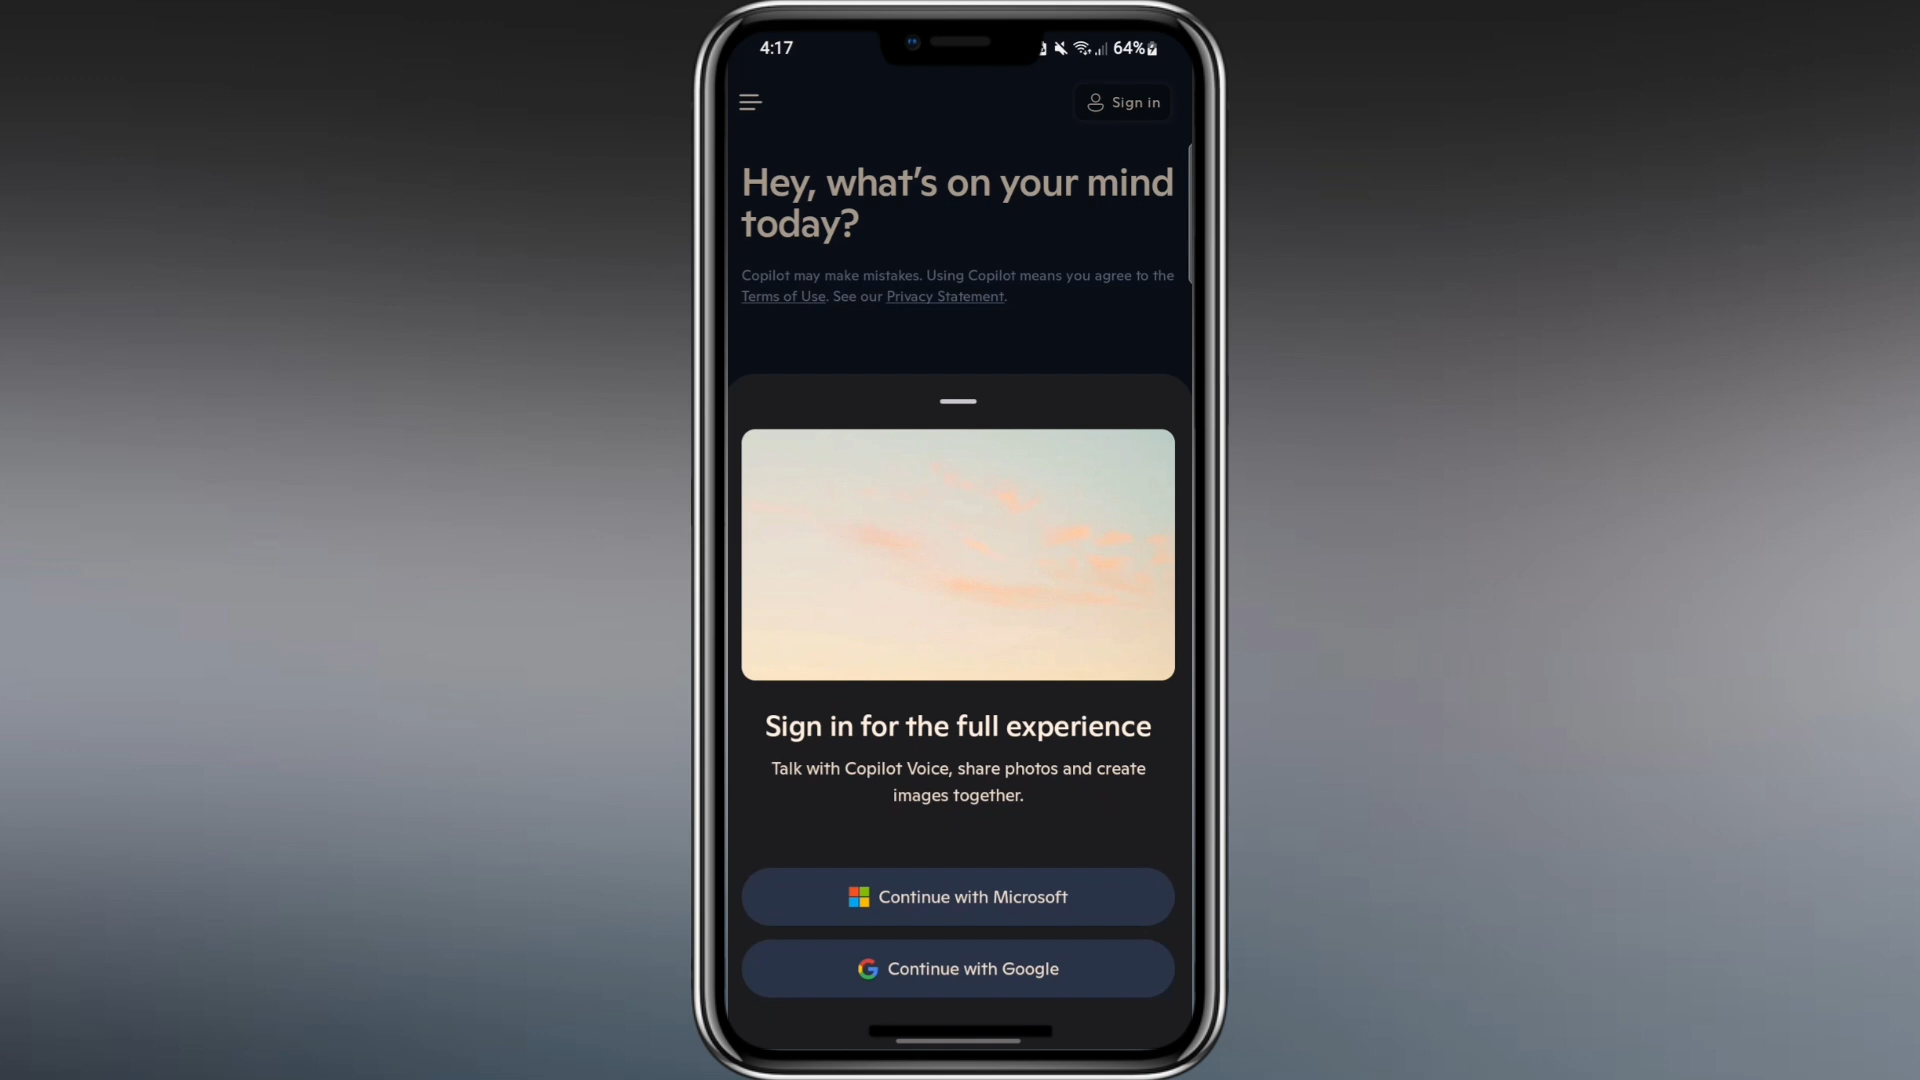 4:17
64%
Sign in
Hey, what's on your mind
today?
Copilot may make mistakes. Using Copilot means you agree to the
Terms of Use. See our Privacy Statement.
Sign in for the full experience
Talk with Copilot Voice, share photos and create
images together.
Continue with Microsoft
Continue with Google